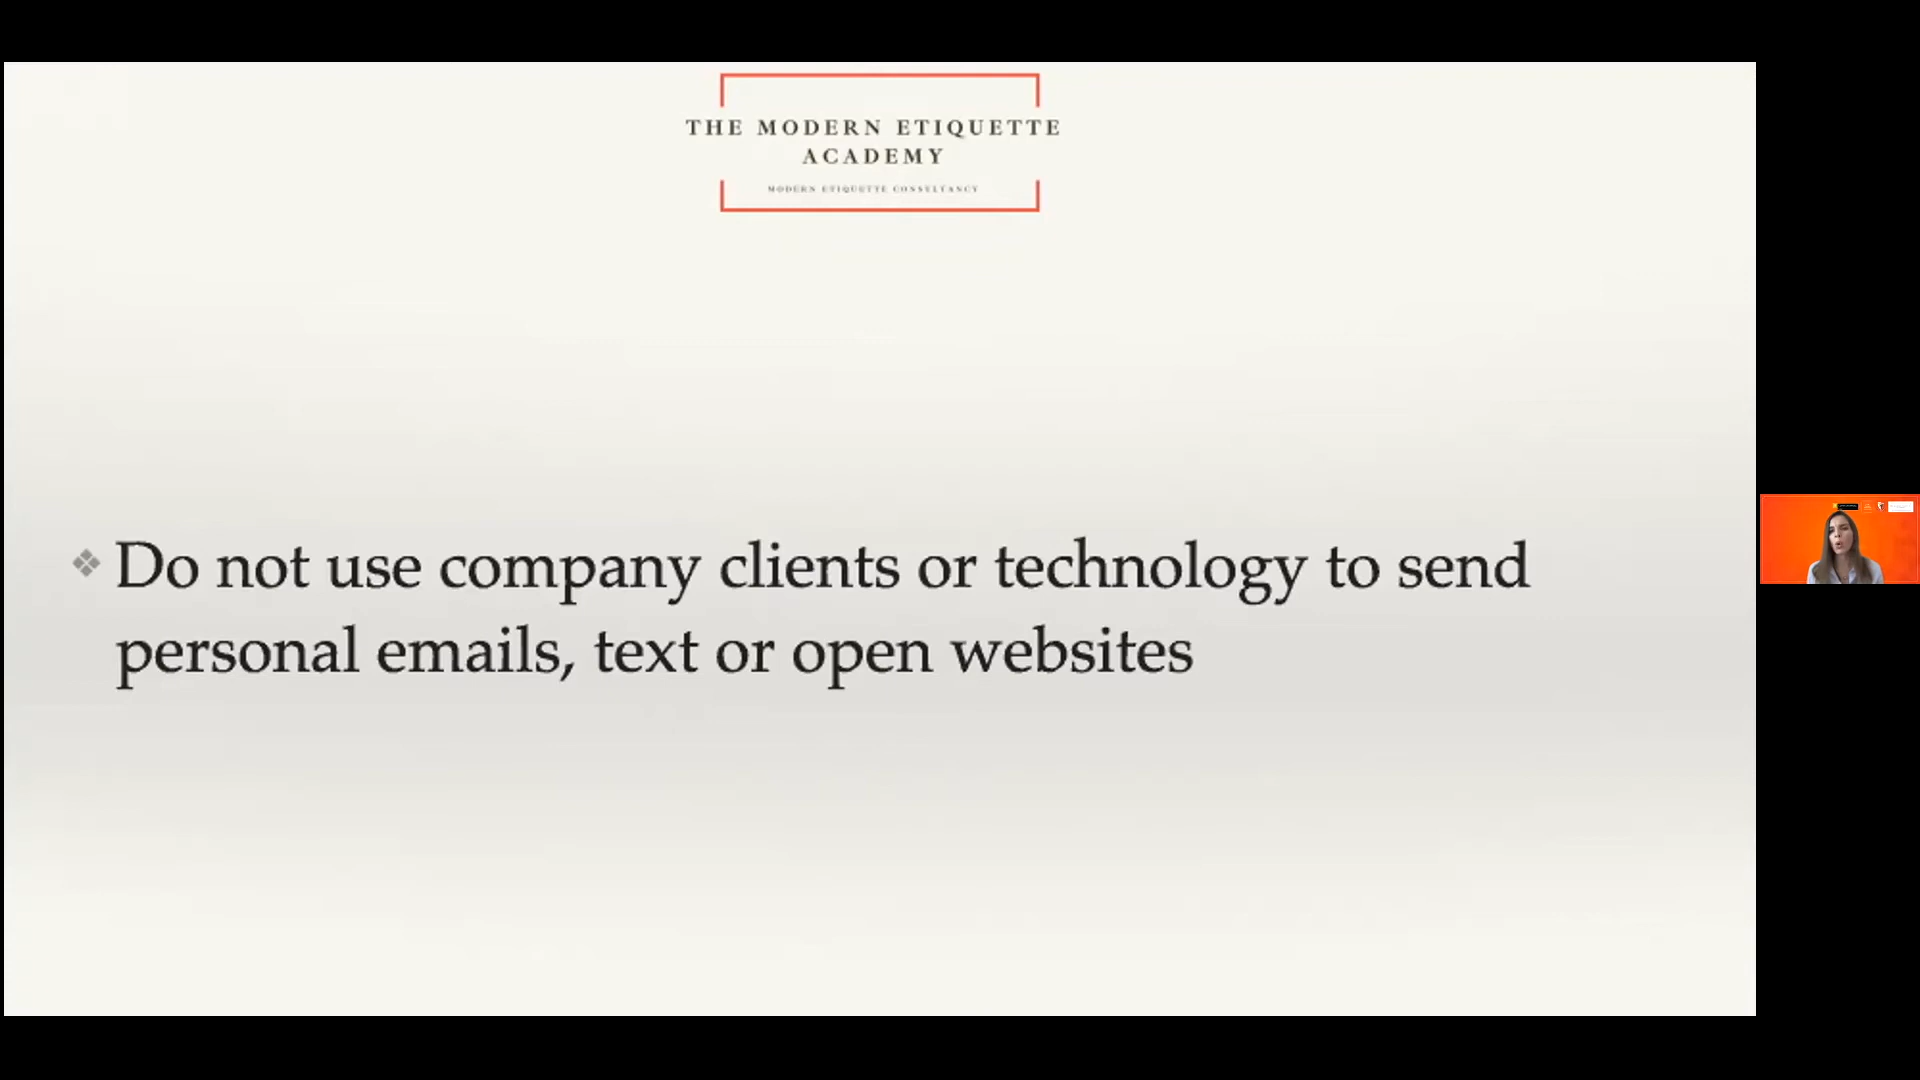 THE MODERN ETIQUETTE
ACADEMY
MODERN ETIQUETTE CONSULTANCY
❖ Do not use company clients or technology to send
personal emails, text or open websites